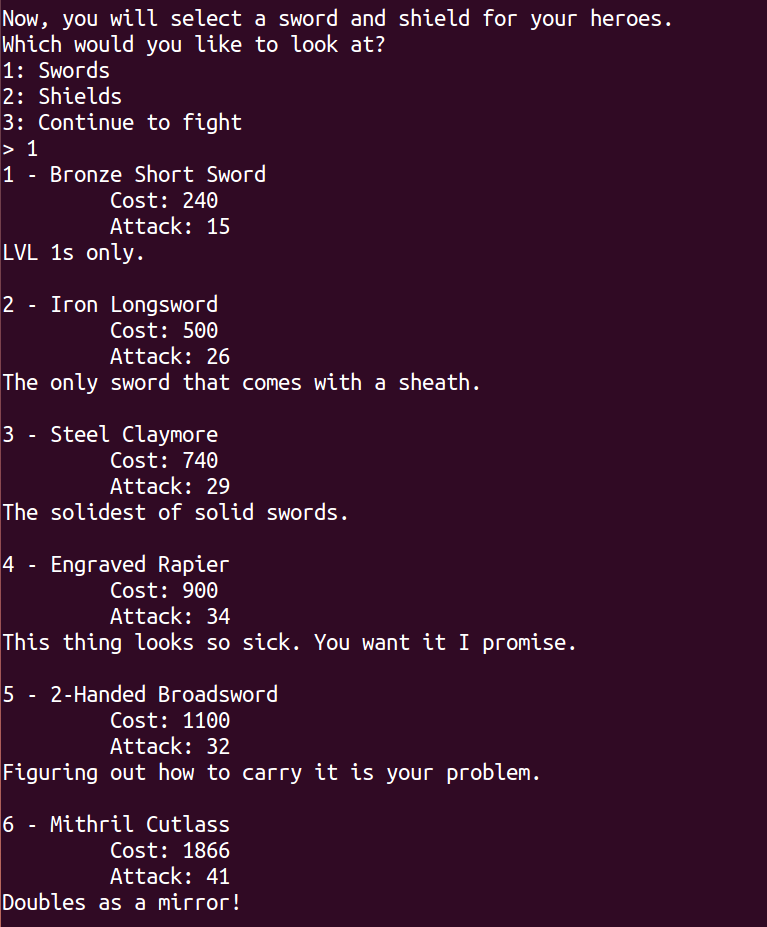 Now, you will select a sword and shield for your heroes.
Which would you like to look at?
1: Swords
2: Shields
3: Continue to fight
> 1
1 - Bronze Short Sword
Cost: 240
Attack: 15
LVL 1s only.
2 - Iron Longsword
Cost: 500
Attack: 26
The only sword that comes with a sheath.
3 - Steel Claymore
Cost: 740
Attack: 29
The solidest of solid swords.
4 - Engraved Rapier
Cost: 900
Attack: 34
This thing looks so sick. You want it I promise.
5 - 2-Handed Broadsword
Cost: 1100
Attack: 32
Figuring out how to carry it is your problem.
6 - Mithril Cutlass
Cost: 1866
Attack: 41
Doubles as a mirror!